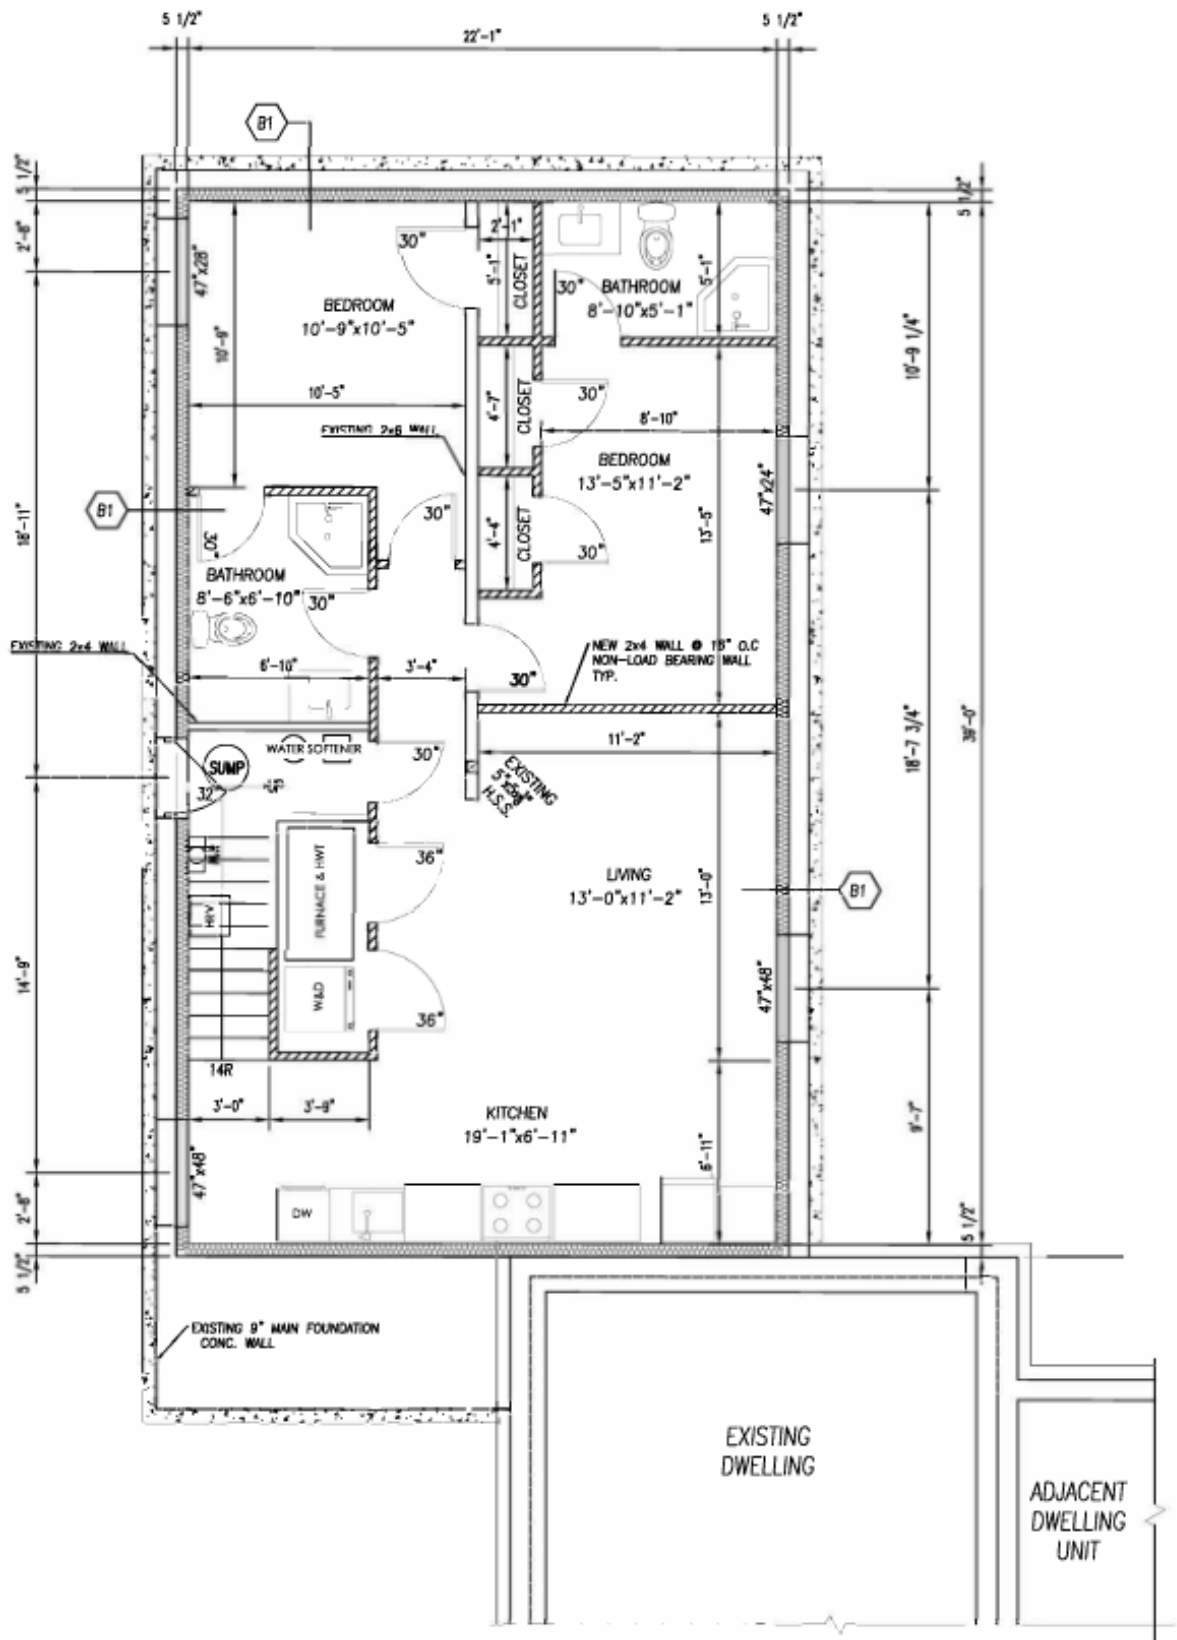 5 1/2"
5 1/2"
22'-1"
B1
5 1/2"
5 1/2"
2'-6"
47"x28"
30"
2'-1"
5'-1"
CLOSET
30"
BATHROOM
8'-10"x5'-1"
5'-1"
BEDROOM
10'-9"x10'-5"
10'-9"
10'-9 1/4"
10'-5"
4'-7"
CLOSET
30"
8'-10"
EXISTING 2x6 WALL
BEDROOM
13'-5"x11'-2"
47"x24"
B1
30"
4'-4"
CLOSET
30"
13'-5"
30"
BATHROOM
8'-6"x6'-10"
30"
EXISTING 2x4 WALL
6'-10"
3'-4"
30"
NEW 2x4 WALL @ 16" O.C
NON-LOAD BEARING WALL
TYP.
18'-7 3/4"
11'-2"
WATER SOFTENER
30"
SUMP
32"
EXISTING
H.S.S.
36"
FURNACE & HWT
LIVING
13'-0"x11'-2"
13'-0"
B1
HRV
14'-9"
W&D
36"
47"x48"
14R
3'-0"
3'-9"
KITCHEN
19'-1"x6'-11"
6'-11"
9'-7"
47"x48"
2'-6"
DW
5 1/2"
5 1/2"
EXISTING 9" MAIN FOUNDATION
CONC. WALL
EXISTING
DWELLING
ADJACENT
DWELLING
UNIT